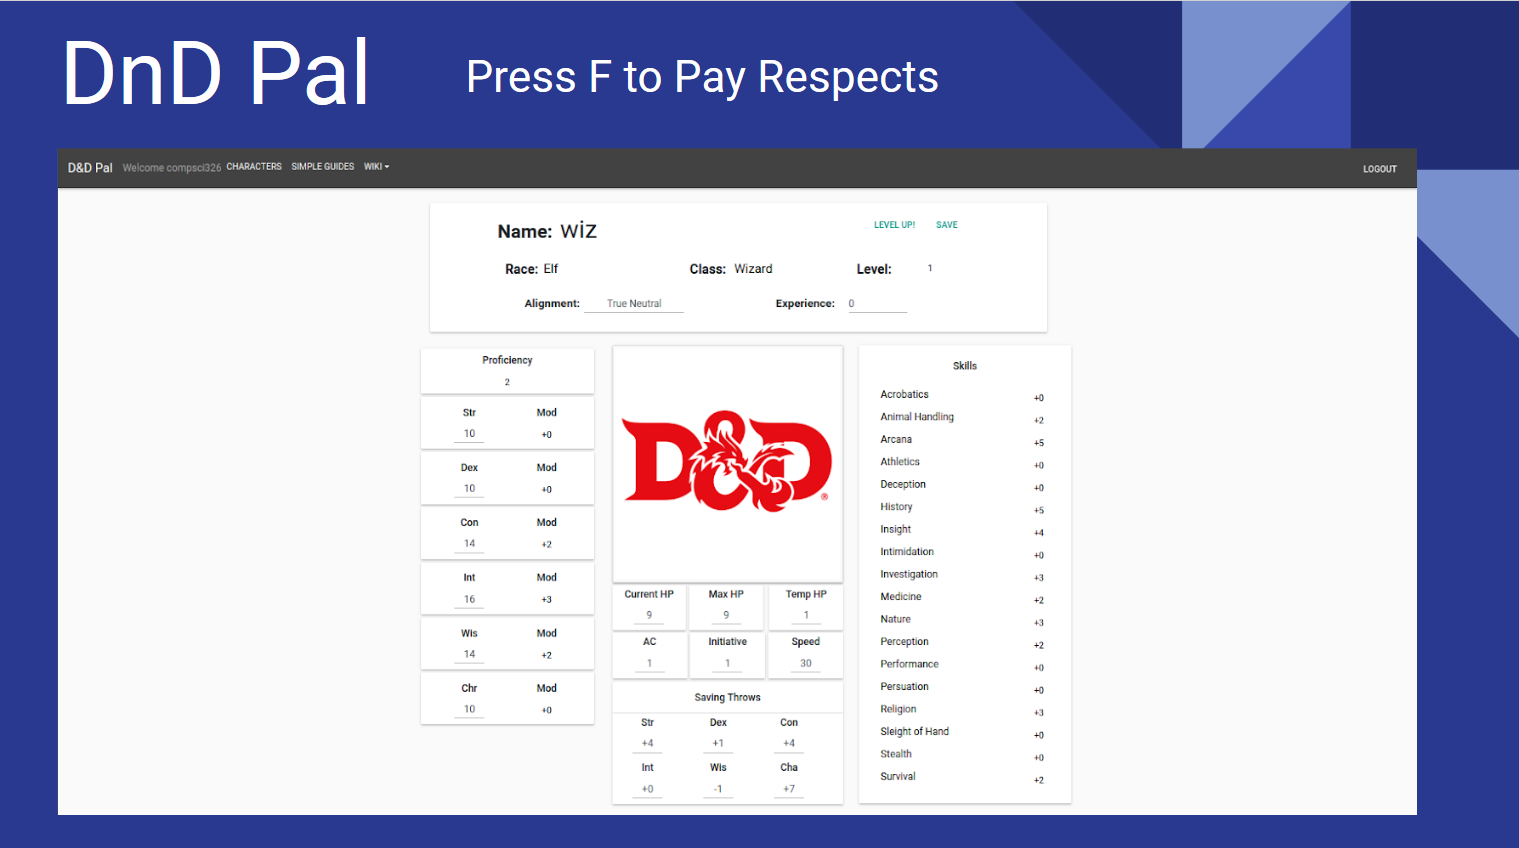 DnD Pal
Press F to Pay Respects
D&D Pal Welcome compsci326 CHARACTERS SIMPLE GUIDES WIKI LOGOUT
Name: wiz LEVEL UP! SAVE
Race: Elf Class: Wizard Level: 1
Alignment: True Neutral Experience: 0
Proficiency
2
Str Mod
10 +0
Dex Mod
10 +0
Con Mod
14 +2
Int Mod
16 +3
Wis Mod
14 +2
Chr Mod
10 +0
D&D
®
Current HP Max HP Temp HP
9 9 1
AC Initiative Speed
1 1 30
Saving Throws
Str Dex Con
+4 +1 +4
Int Wis Cha
+0 -1 +7
Skills
Acrobatics +0
Animal Handling +2
Arcana +5
Athletics +0
Deception +0
History +5
Insight +4
Intimidation +0
Investigation +3
Medicine +2
Nature +3
Perception +2
Performance +0
Persuation +0
Religion +3
Sleight of Hand +0
Stealth +0
Survival +2